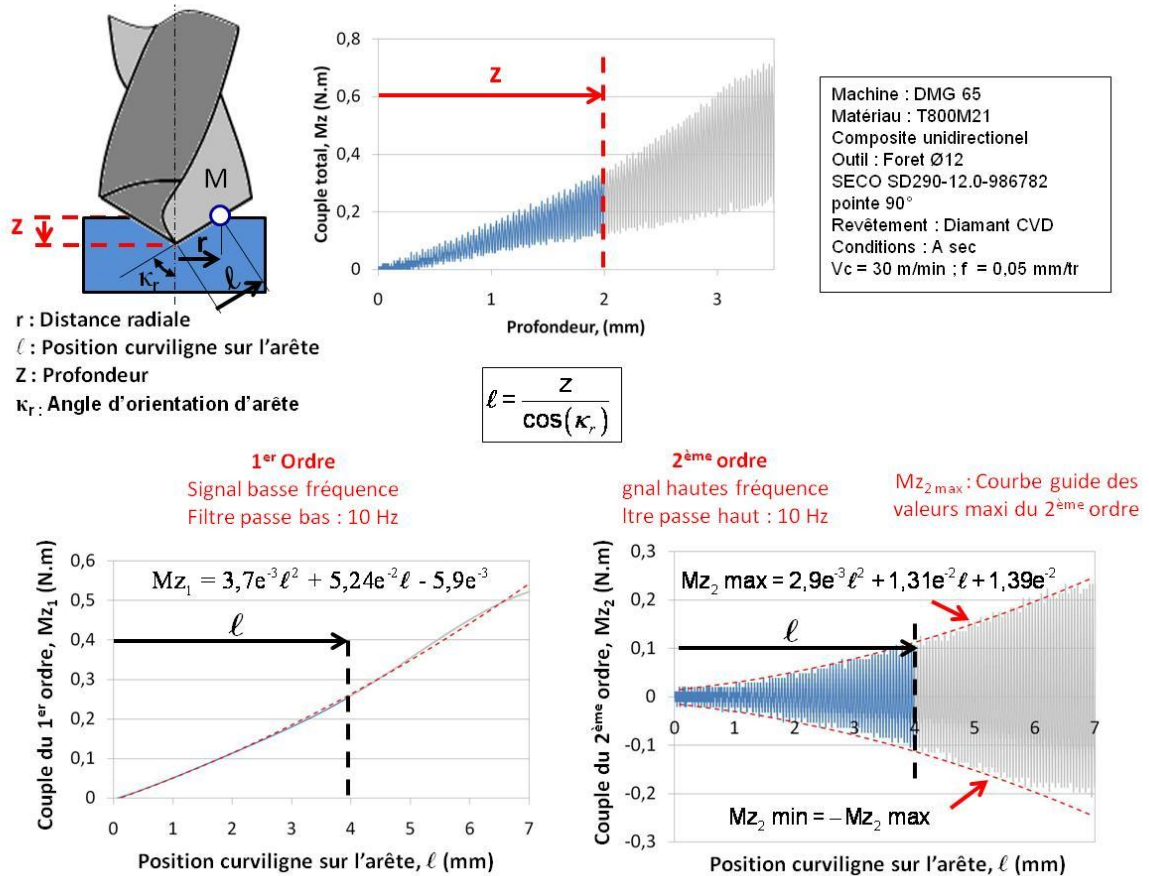 M
z
r
κr
ℓ
r : Distance radiale
ℓ : Position curviligne sur l'arête
Z : Profondeur
κr : Angle d'orientation d'arête
Couple total, Mz (N.m)
0,8
0,6
0,4
0,2
0
z
0
1
2
3
Profondeur, (mm)
Machine : DMG 65
Matériau : T800M21
Composite unidirectionel
Outil : Foret Ø12
SECO SD290-12.0-986782
pointe 90°
Revêtement : Diamant CVD
Conditions : A sec
Vc = 30 m/min ; f = 0,05 mm/tr
ℓ = z / cos(κr)
1er Ordre
Signal basse fréquence
Filtre passe bas : 10 Hz
Couple du 1er ordre, Mz1 (N.m)
0,6
0,5
0,4
0,3
0,2
0,1
0
Mz1 = 3,7e-3 ℓ2 + 5,24e-2 ℓ - 5,9e-3
ℓ
0
1
2
3
4
5
6
7
Position curviligne sur l'arête, ℓ (mm)
2ème ordre
gnal hautes fréquence
ltre passe haut : 10 Hz
Mz2 max : Courbe guide des
valeurs maxi du 2ème ordre
Couple du 2ème ordre, Mz2 (N.m)
0,3
0,2
0,1
0
-0,1
-0,2
-0,3
Mz2 max = 2,9e-3 ℓ2 + 1,31e-2 ℓ + 1,39e-2
ℓ
0
1
2
3
4
5
6
7
Mz2 min = – Mz2 max
Position curviligne sur l'arête, ℓ (mm)